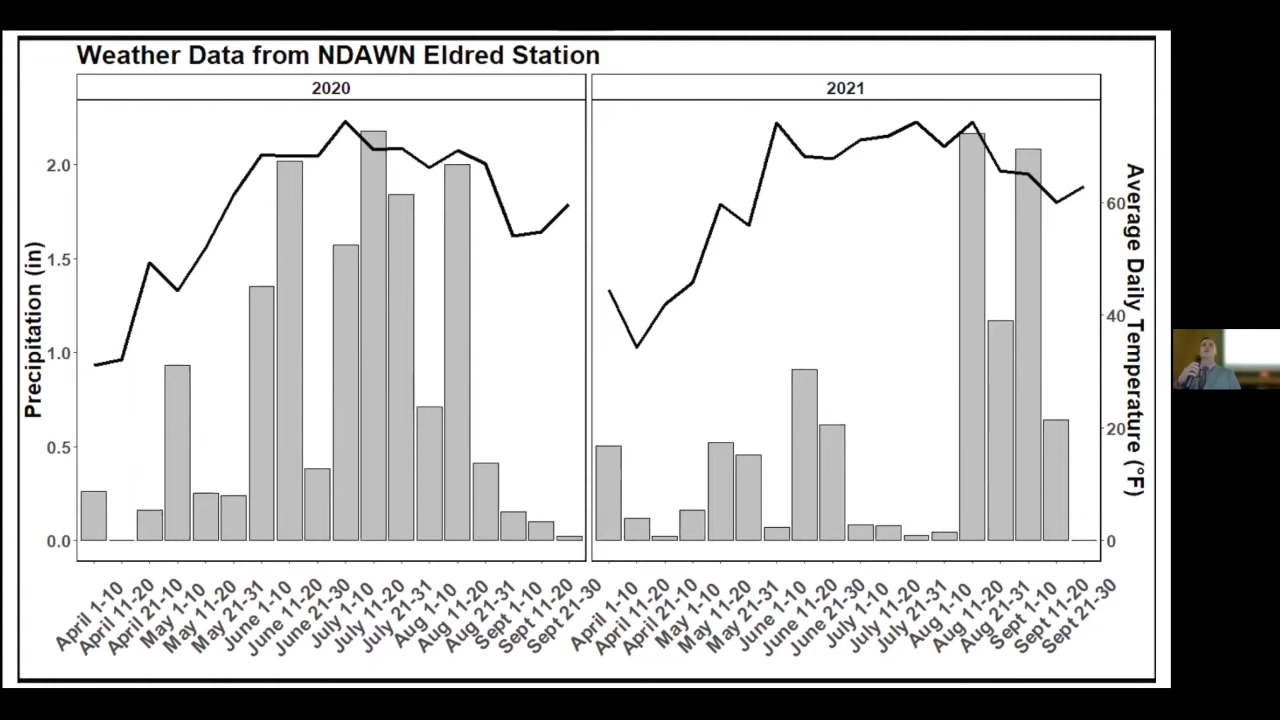 Weather Data from NDAWN Eldred Station
2020
2021
Precipitation (in)
2.0
1.5
1.0
0.5
0.0
Average Daily Temperature (°F)
60
40
20
0
April 1-10
April 11-20
April 21-10
May 1-10
May 11-20
May 21-31
June 1-10
June 11-20
June 21-30
July 1-10
July 11-20
July 21-31
Aug 1-10
Aug 11-20
Aug 21-31
Sept 1-10
Sept 11-20
Sept 21-30
April 1-10
April 11-20
April 21-10
May 1-10
May 11-20
May 21-31
June 1-10
June 11-20
June 21-30
July 1-10
July 11-20
July 21-31
Aug 1-10
Aug 11-20
Aug 21-31
Sept 1-10
Sept 11-20
Sept 21-30